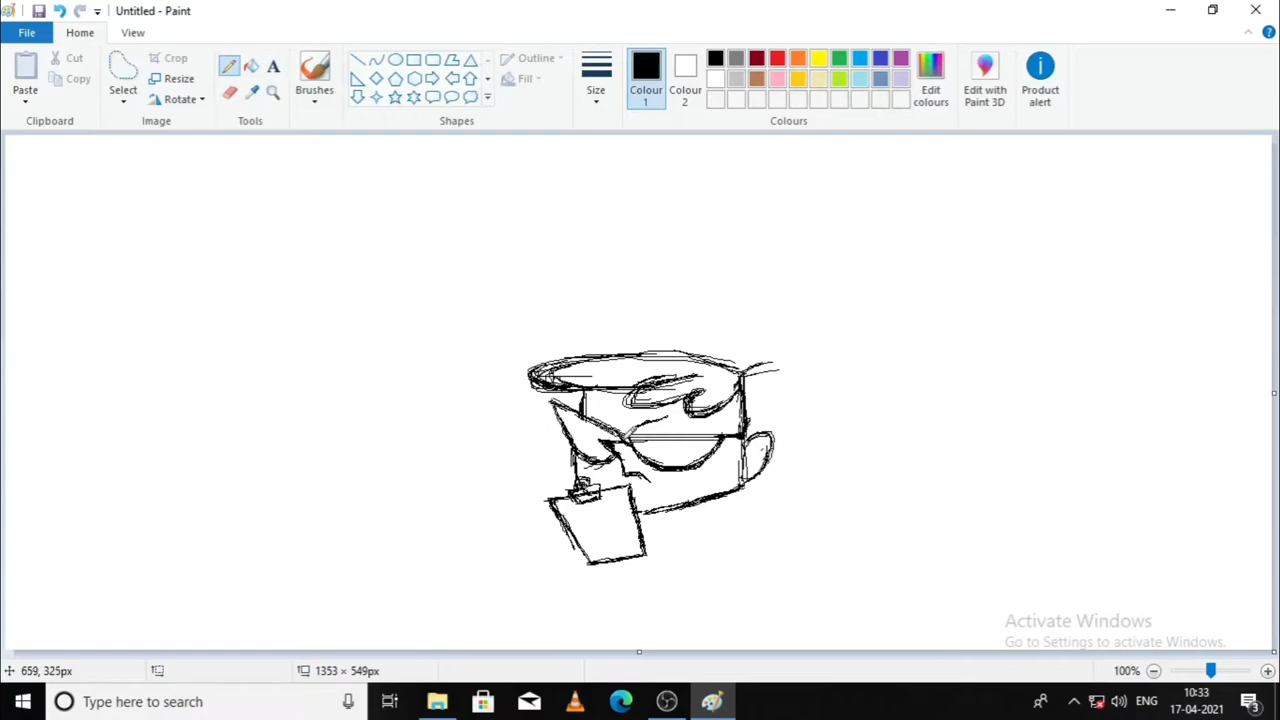 Untitled - Paint
File
Home
View
Paste
Cut
Copy
Clipboard
Select
Crop
Resize
Rotate
Image
A
Tools
Brushes
Shapes
Outline
Fill
Size
Colour 1
Colour 2
Edit colours
Colours
Edit with Paint 3D
Product alert
Activate Windows
Go to Settings to activate Windows.
659, 325px
1353 × 549px
100%
Type here to search
ENG
10:33
17-04-2021
3